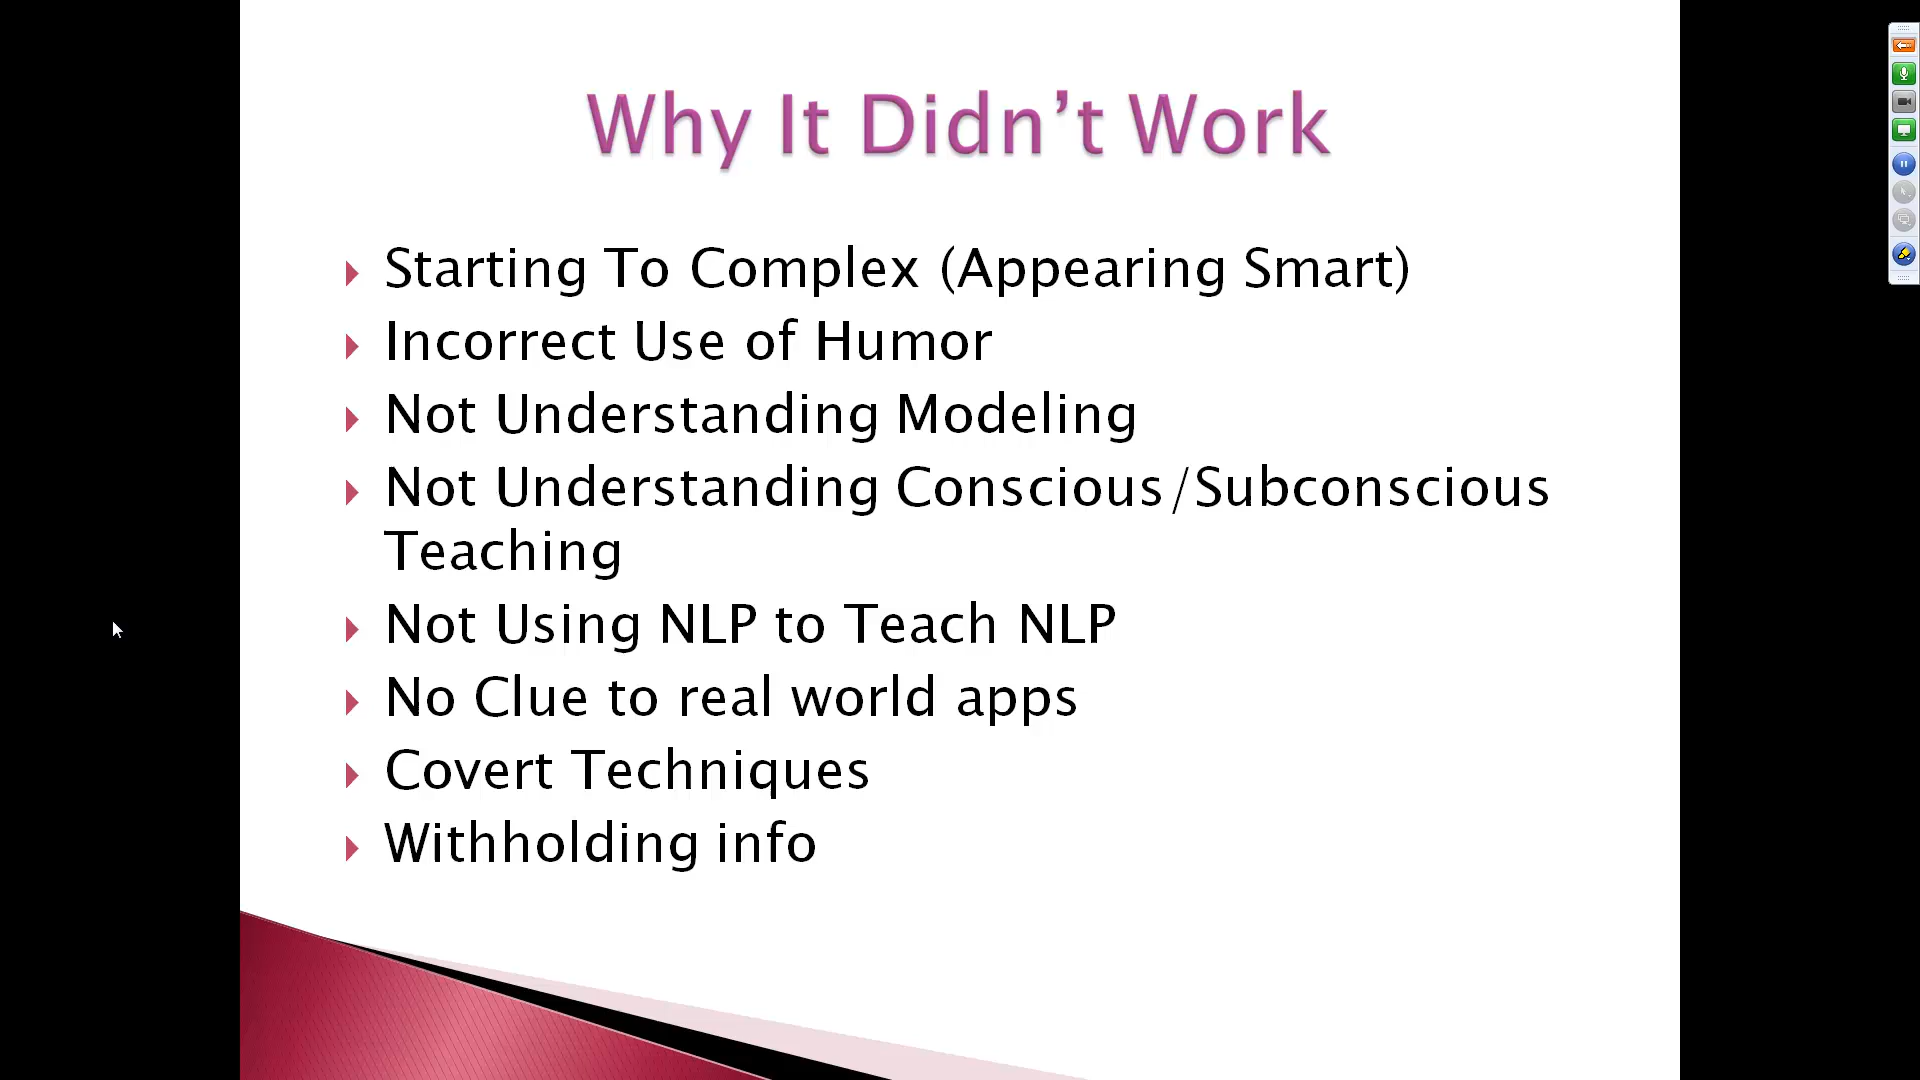 Why It Didn’t Work
Starting To Complex (Appearing Smart)
Incorrect Use of Humor
Not Understanding Modeling
Not Understanding Conscious/Subconscious
Teaching
Not Using NLP to Teach NLP
No Clue to real world apps
Covert Techniques
Withholding info